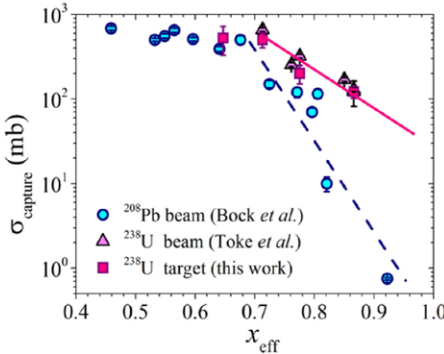 10³
10²
10¹
10⁰
σcapture (mb)
²⁰⁸Pb beam (Bock et al.)
²³⁸U beam (Toke et al.)
²³⁸U target (this work)
0.4 0.5 0.6 0.7 0.8 0.9 1.0
xeff